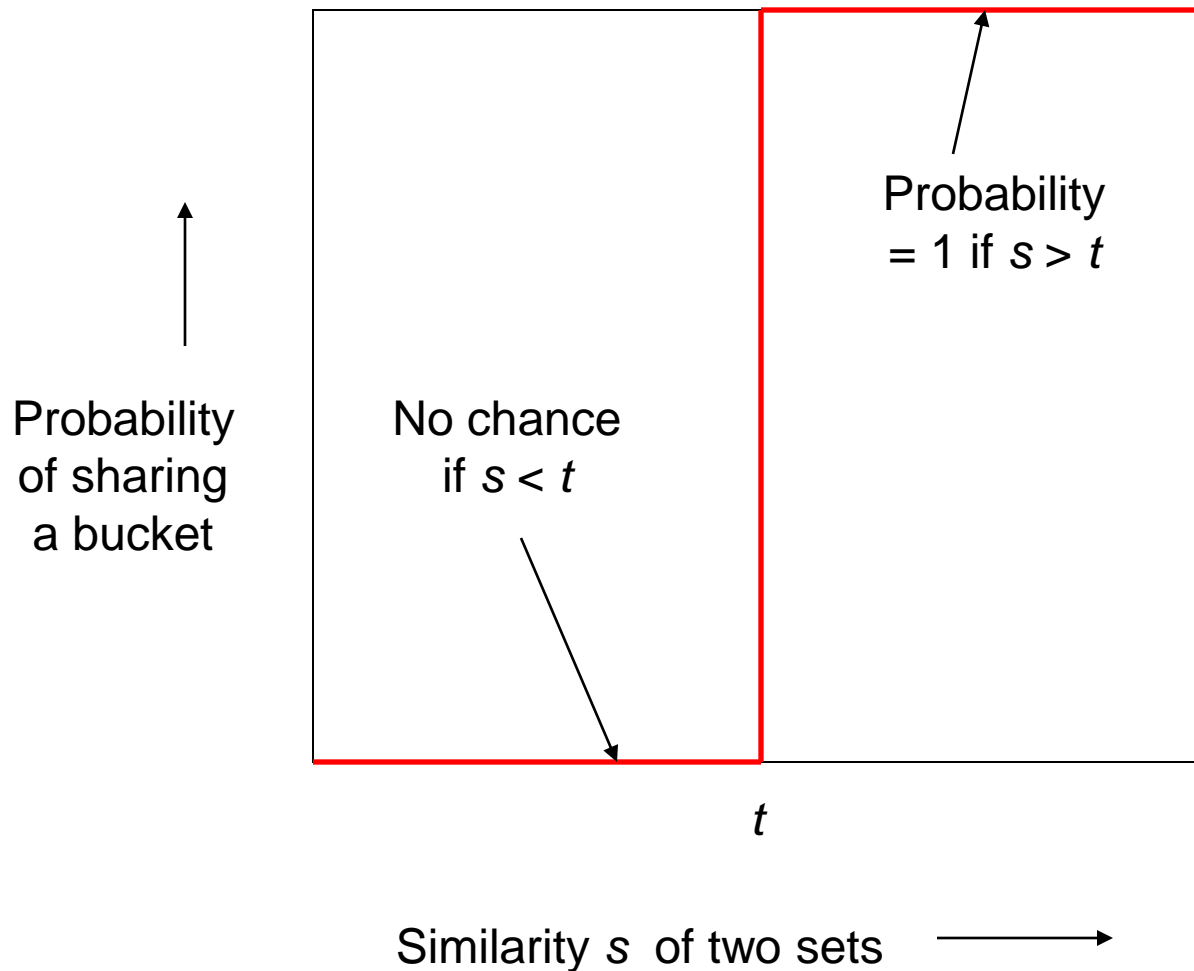 Probability
= 1 if s > t
Probability
of sharing
a bucket
No chance
if s < t
t
Similarity s of two sets